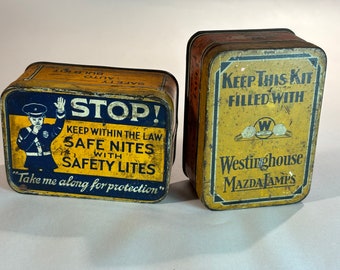 STOP!
KEEP WITHIN THE LAW
SAFE NITES
WITH
SAFETY LITES
"Take me along for protection"
KEEP THIS KIT
FILLED WITH
W
Westinghouse
MAZDA LAMPS